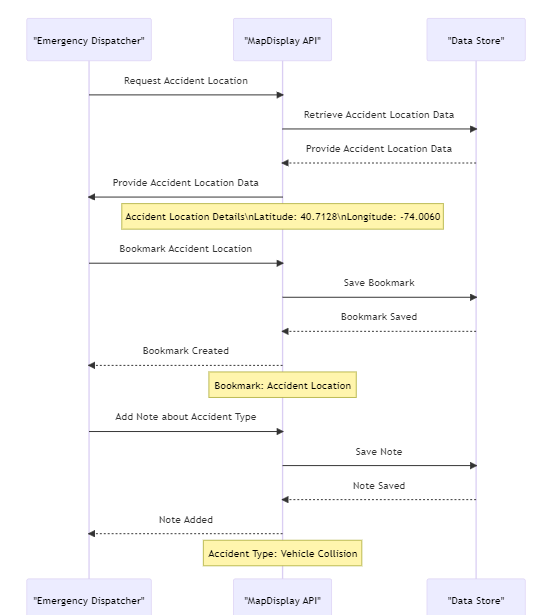 "Emergency Dispatcher" "MapDisplay API" "Data Store"
Request Accident Location
Retrieve Accident Location Data
Provide Accident Location Data
Provide Accident Location Data
Accident Location Details\nLatitude: 40.7128\nLongitude: -74.0060
Bookmark Accident Location
Save Bookmark
Bookmark Saved
Bookmark Created
Bookmark: Accident Location
Add Note about Accident Type
Save Note
Note Saved
Note Added
Accident Type: Vehicle Collision
"Emergency Dispatcher" "MapDisplay API" "Data Store"